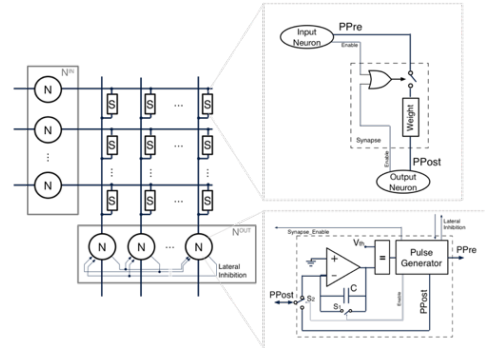 N^IN
N
N
N
S
S
...
S
S
S
...
S
S
S
...
S
N^OUT
N
N
...
N
Lateral
Inhibition
Input
Neuron
PPre
Enable
Synapse
Weight
Enable
PPost
Output
Neuron
Lateral
Inhibition
Synapse_Enable
Vth
+
−
=
Pulse
Generator
PPre
C
S1
S2
PPost
Enable
PPost